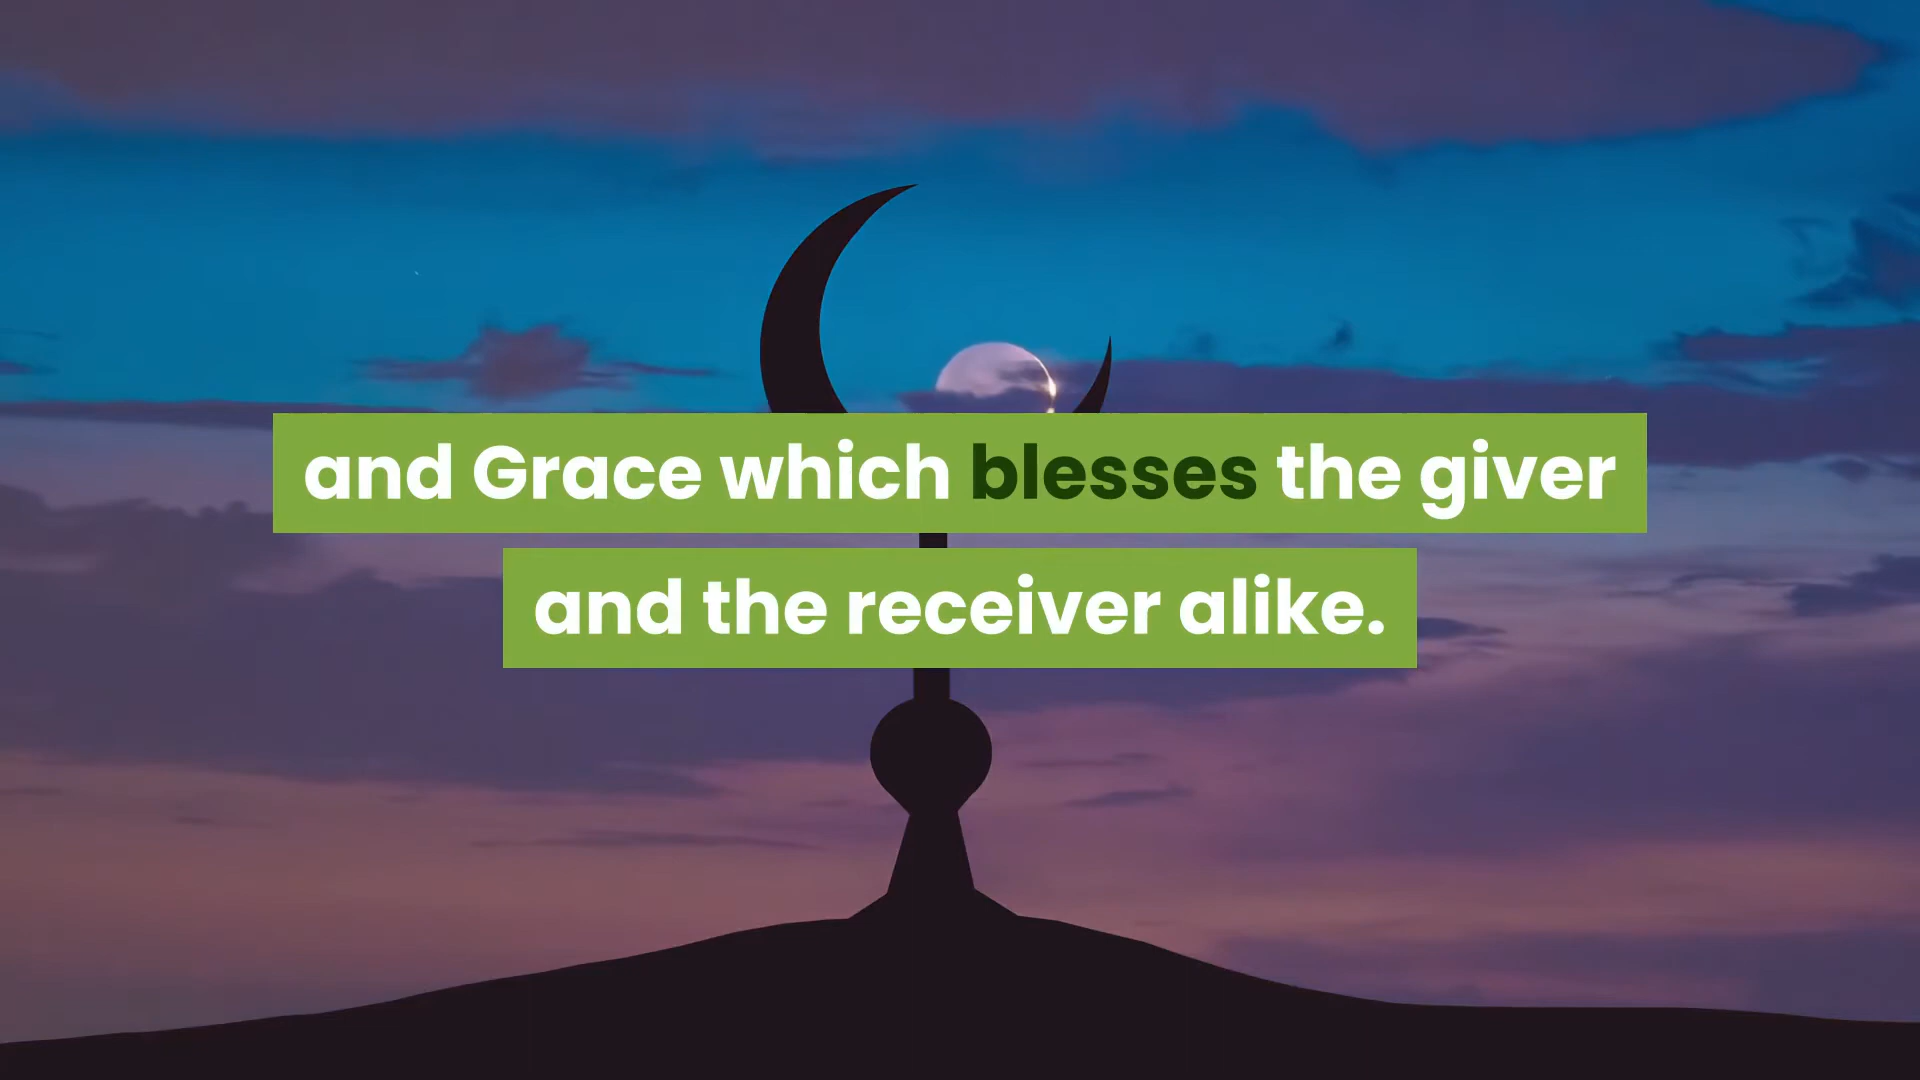 and Grace which blesses the giver
and the receiver alike.